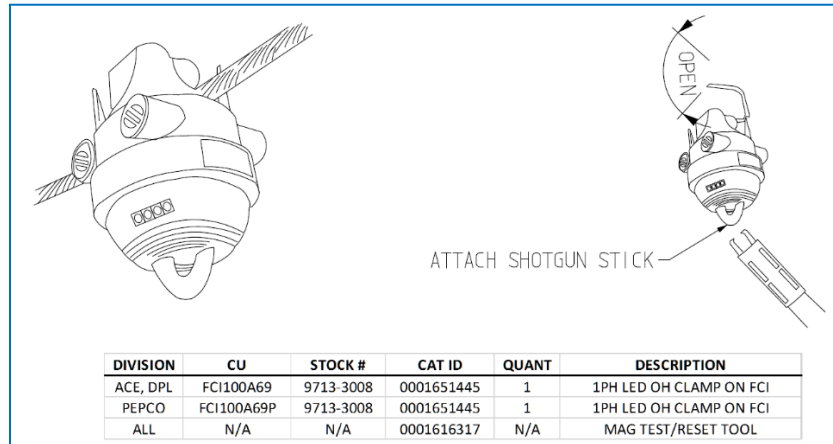 OPEN
ATTACH SHOTGUN STICK
DIVISION CU STOCK # CAT ID QUANT DESCRIPTION
ACE, DPL FCI100A69 9713-3008 0001651445 1 1PH LED OH CLAMP ON FCI
PEPCO FCI100A69P 9713-3008 0001651445 1 1PH LED OH CLAMP ON FCI
ALL N/A N/A 0001616317 N/A MAG TEST/RESET TOOL